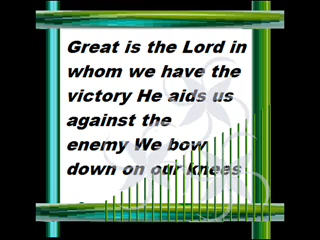 Great is the Lord in
whom we have the
victory He aids us
against the
enemy We bow
down on our knees